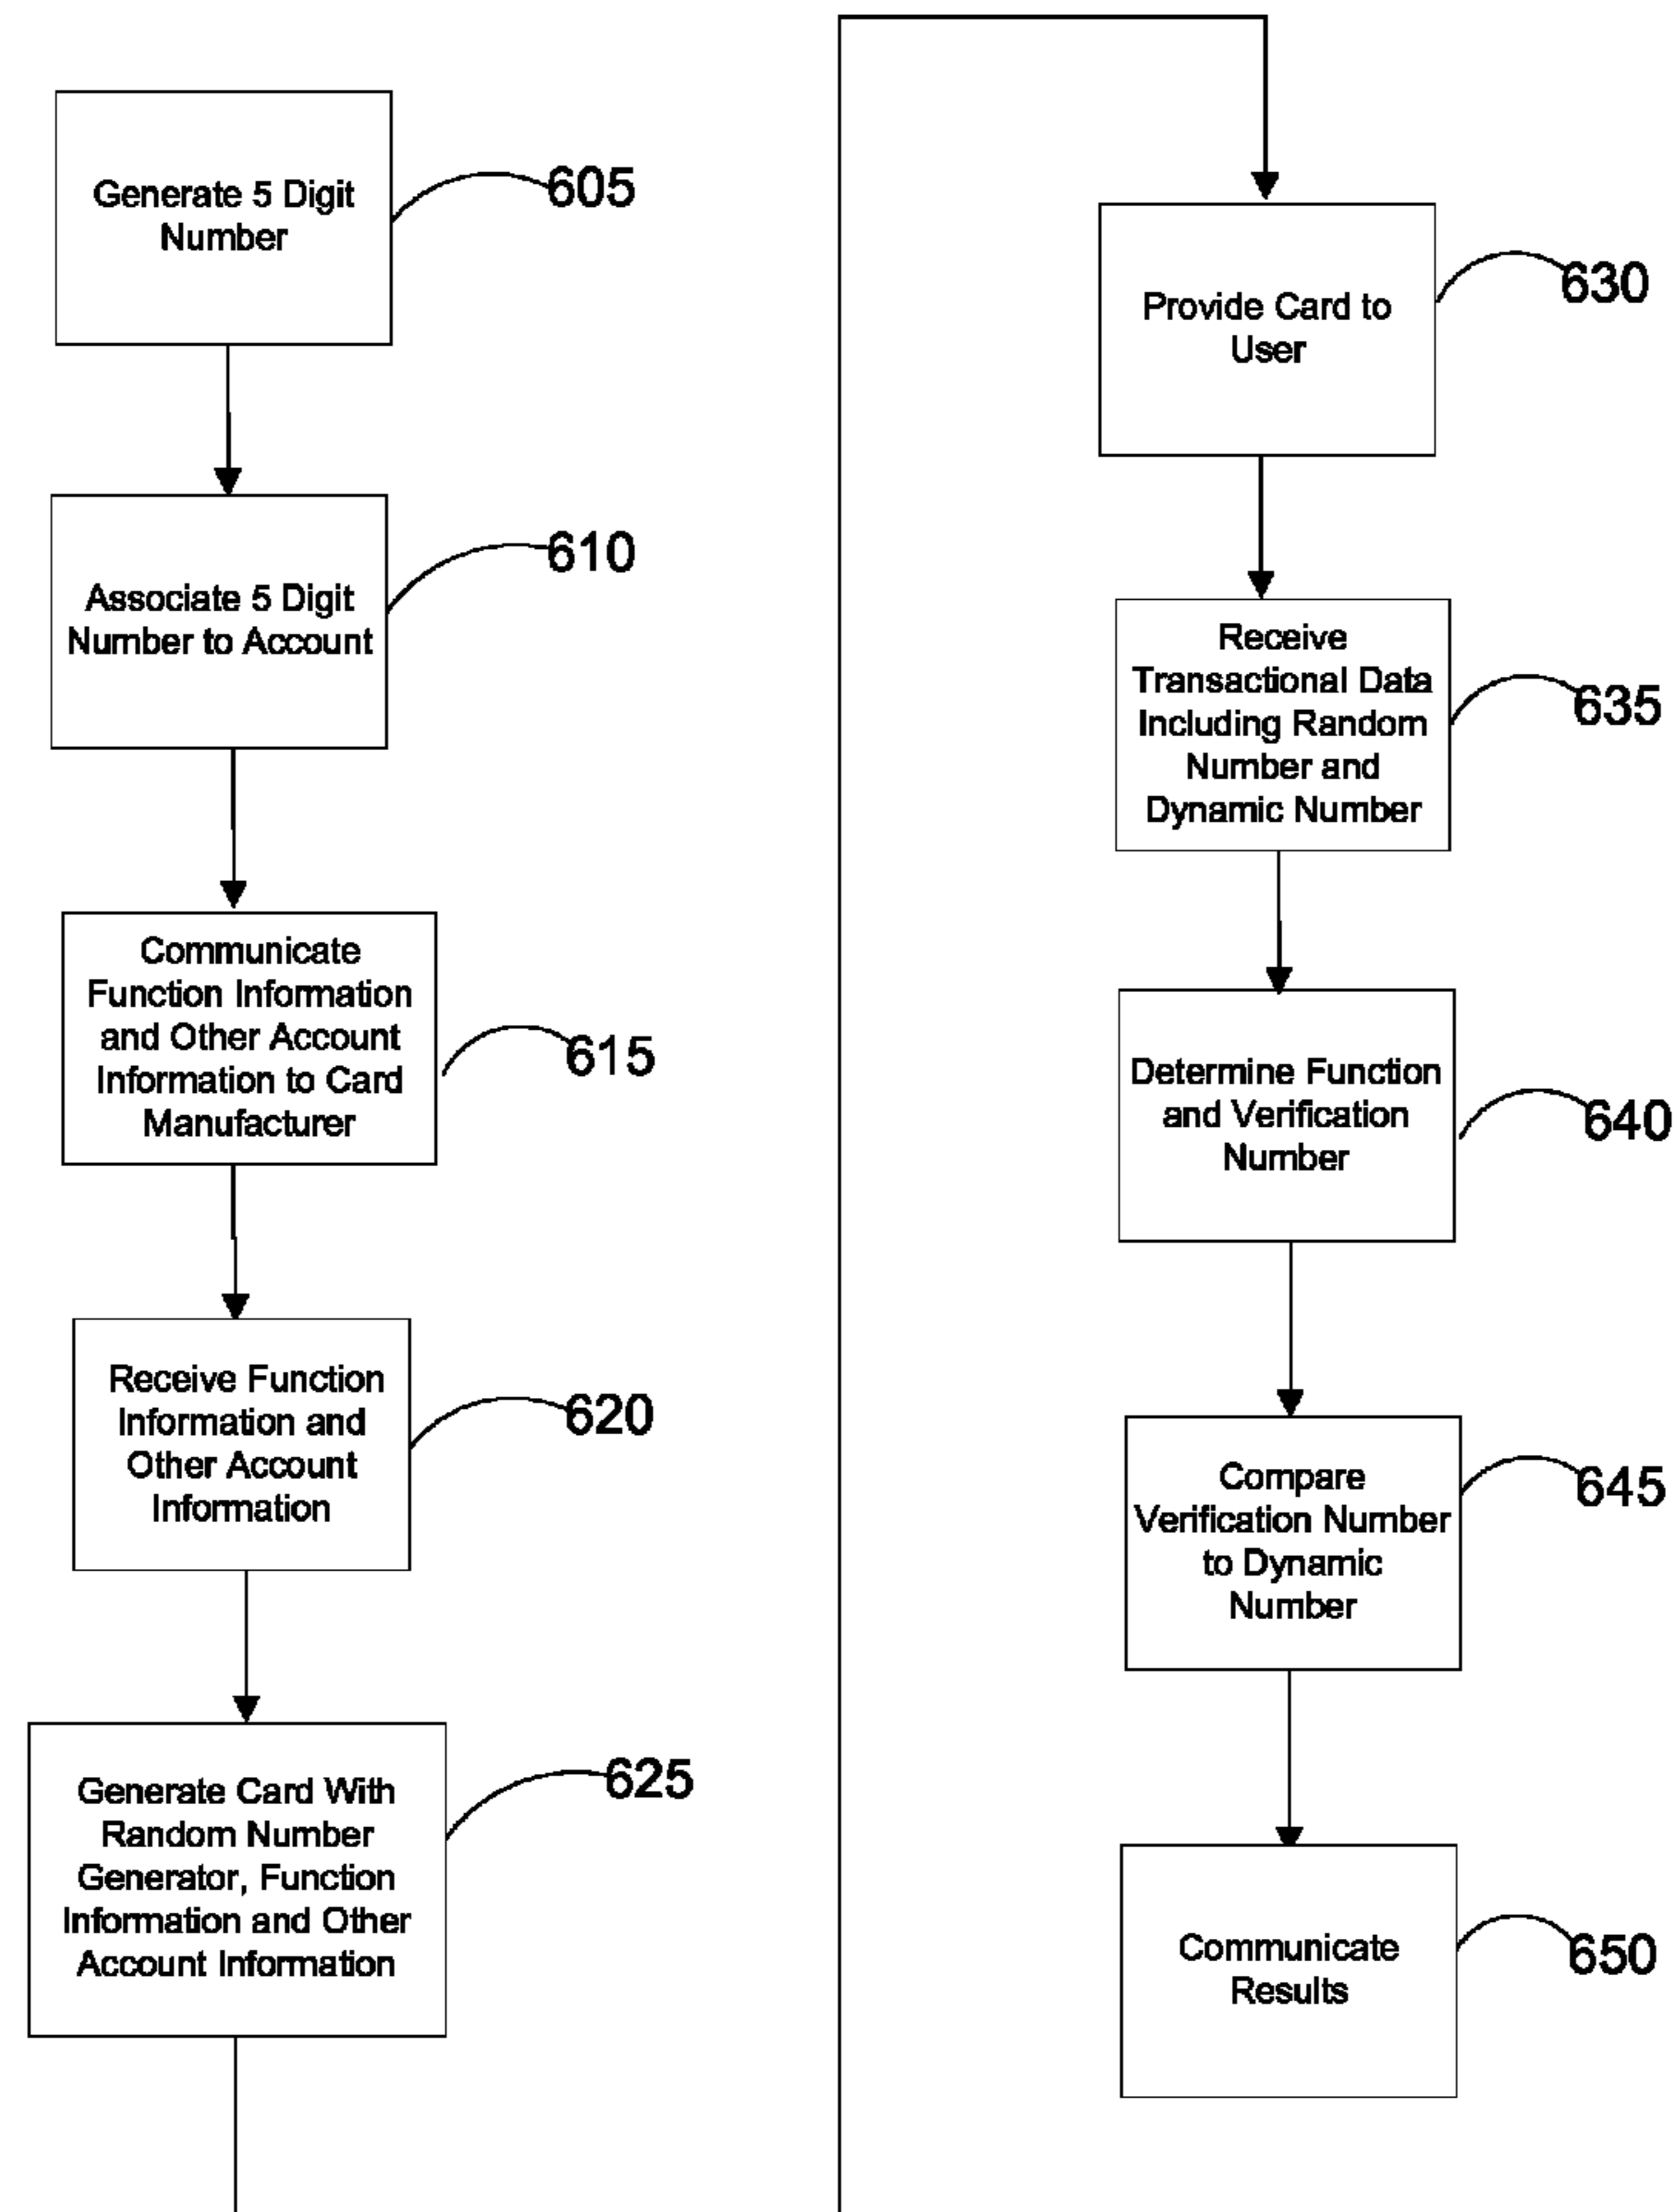 Generate 5 Digit
Number
605
Associate 5 Digit
Number to Account
610
Communicate
Function Information
and Other Account
Information to Card
Manufacturer
615
Receive Function
Information and
Other Account
Information
620
Generate Card With
Random Number
Generator, Function
Information and Other
Account Information
625
Provide Card to
User
630
Receive
Transactional Data
Including Random
Number and
Dynamic Number
635
Determine Function
and Verification
Number
640
Compare
Verification Number
to Dynamic
Number
645
Communicate
Results
650